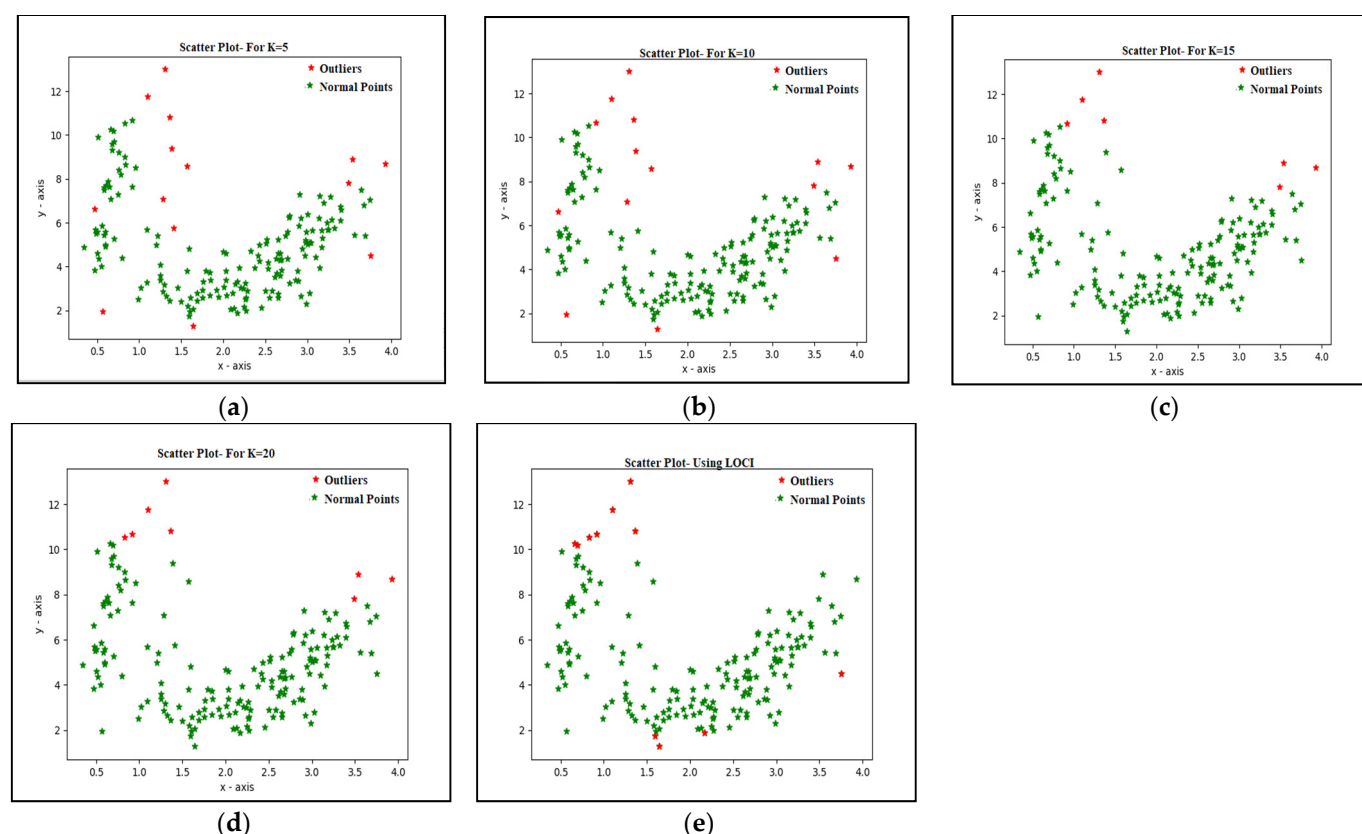 Scatter Plot- For K=5
Outliers
Normal Points
12
10
8
6
4
2
y - axis
0.5 1.0 1.5 2.0 2.5 3.0 3.5 4.0
x - axis
(a)
Scatter Plot- For K=10
Outliers
Normal Points
12
10
8
6
4
2
y - axis
0.5 1.0 1.5 2.0 2.5 3.0 3.5 4.0
x - axis
(b)
Scatter Plot- For K=15
Outliers
Normal Points
12
10
8
6
4
2
y - axis
0.5 1.0 1.5 2.0 2.5 3.0 3.5 4.0
x - axis
(c)
Scatter Plot- For K=20
Outliers
Normal Points
12
10
8
6
4
2
y - axis
0.5 1.0 1.5 2.0 2.5 3.0 3.5 4.0
x - axis
(d)
Scatter Plot- Using LOCI
Outliers
Normal Points
12
10
8
6
4
2
0.5 1.0 1.5 2.0 2.5 3.0 3.5 4.0
(e)